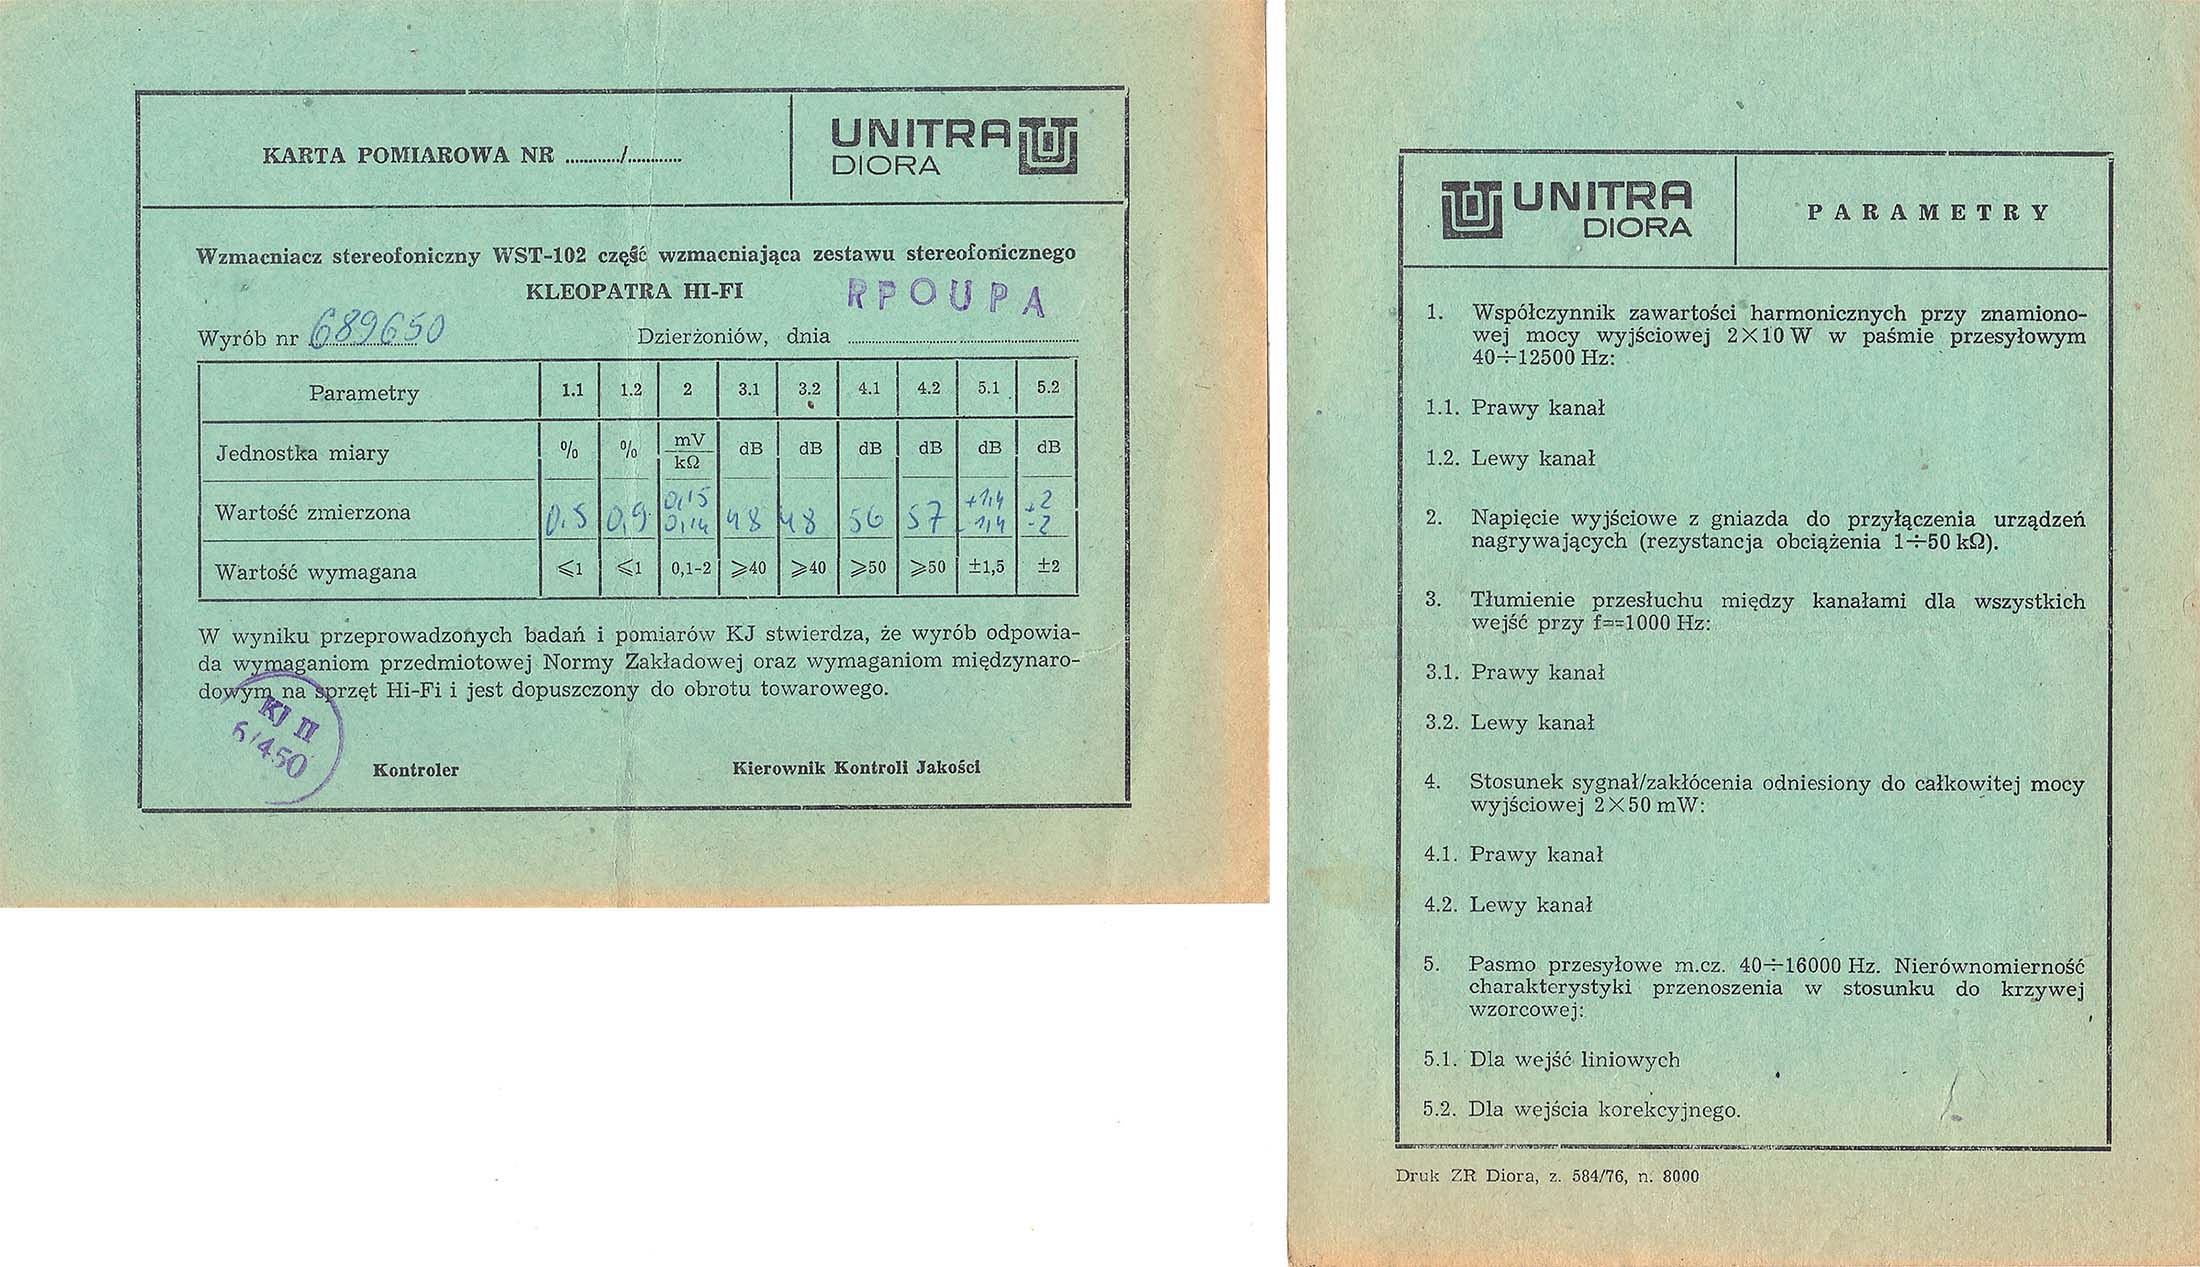 KARTA POMIAROWA NR ............/............
UNITRA
DIORA
Wzmacniacz stereofoniczny WST-102 część wzmacniająca zestawu stereofonicznego
KLEOPATRA HI-FI
RPOUPA
Wyrób nr 689650
Dzierżoniów, dnia
Parametry 1.1 1.2 2 3.1 3.2 4.1 4.2 5.1 5.2
Jednostka miary % % mV/kΩ dB dB dB dB dB dB
Wartość zmierzona 0,5 0,9 0,15 0,14 48 48 56 57 +1,4 -1,4 +2 -2
Wartość wymagana ⩽1 ⩽1 0,1-2 ⩾40 ⩾40 ⩾50 ⩾50 ±1,5 ±2
W wyniku przeprowadzonych badań i pomiarów KJ stwierdza, że wyrób odpowia-
da wymaganiom przedmiotowej Normy Zakładowej oraz wymaganiom międzynaro-
dowym na sprzęt Hi-Fi i jest dopuszczony do obrotu towarowego.
KJ II
6/450
Kontroler
Kierownik Kontroli Jakości
UNITRA
DIORA
PARAMETRY
1. Współczynnik zawartości harmonicznych przy znamiono-
wej mocy wyjściowej 2×10 W w paśmie przesyłowym
40÷12500 Hz:
1.1. Prawy kanał
1.2. Lewy kanał
2. Napięcie wyjściowe z gniazda do przyłączenia urządzeń
nagrywających (rezystancja obciążenia 1÷50 kΩ).
3. Tłumienie przesłuchu między kanałami dla wszystkich
wejść przy f==1000 Hz:
3.1. Prawy kanał
3.2. Lewy kanał
4. Stosunek sygnał/zakłócenia odniesiony do całkowitej mocy
wyjściowej 2×50 mW:
4.1. Prawy kanał
4.2. Lewy kanał
5. Pasmo przesyłowe m.cz. 40÷16000 Hz. Nierównomierność
charakterystyki przenoszenia w stosunku do krzywej
wzorcowej:
5.1. Dla wejść liniowych
5.2. Dla wejścia korekcyjnego.
Druk ZR Diora, z. 584/76, n. 8000